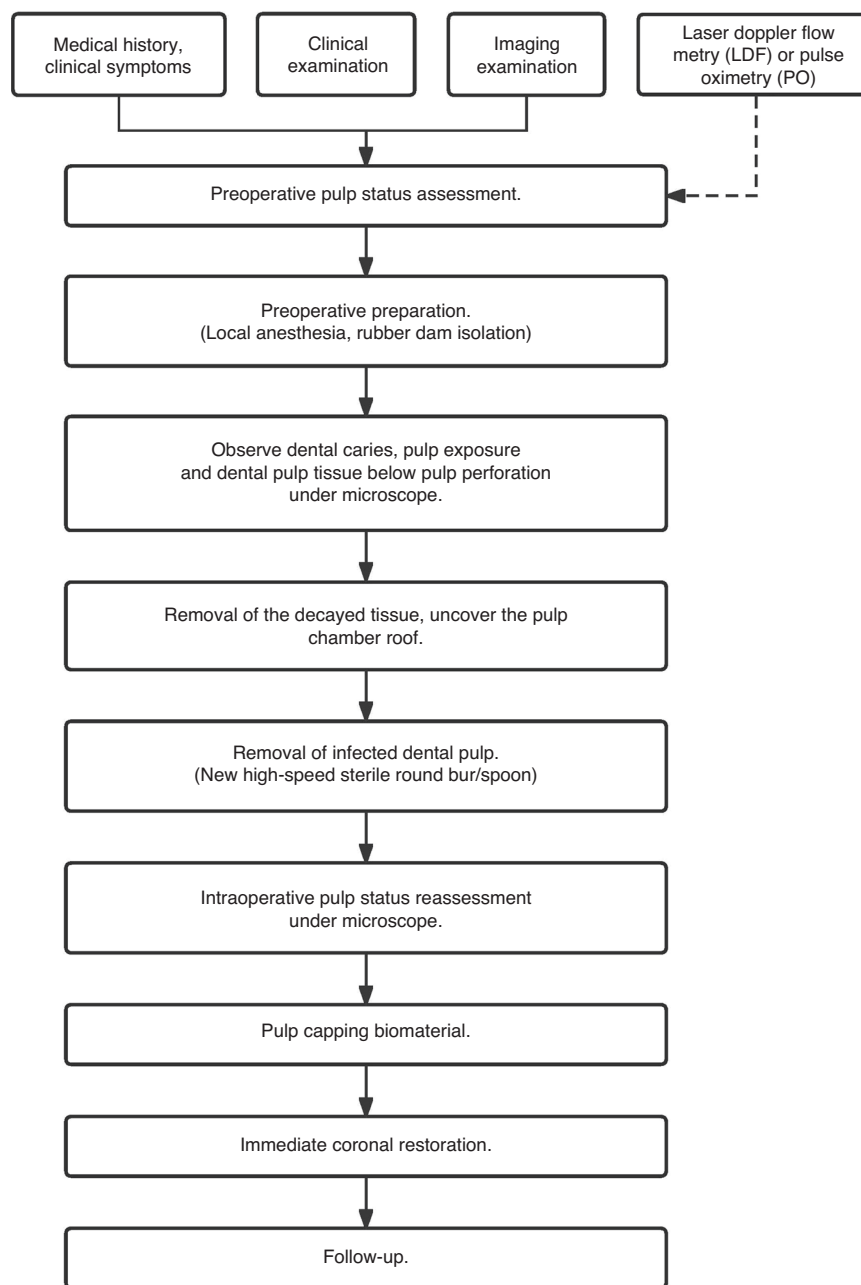 Medical history,
clinical symptoms
Clinical
examination
Imaging
examination
Laser doppler flow
metry (LDF) or pulse
oximetry (PO)
Preoperative pulp status assessment.
Preoperative preparation.
(Local anesthesia, rubber dam isolation)
Observe dental caries, pulp exposure
and dental pulp tissue below pulp perforation
under microscope.
Removal of the decayed tissue, uncover the pulp
chamber roof.
Removal of infected dental pulp.
(New high-speed sterile round bur/spoon)
Intraoperative pulp status reassessment
under microscope.
Pulp capping biomaterial.
Immediate coronal restoration.
Follow-up.